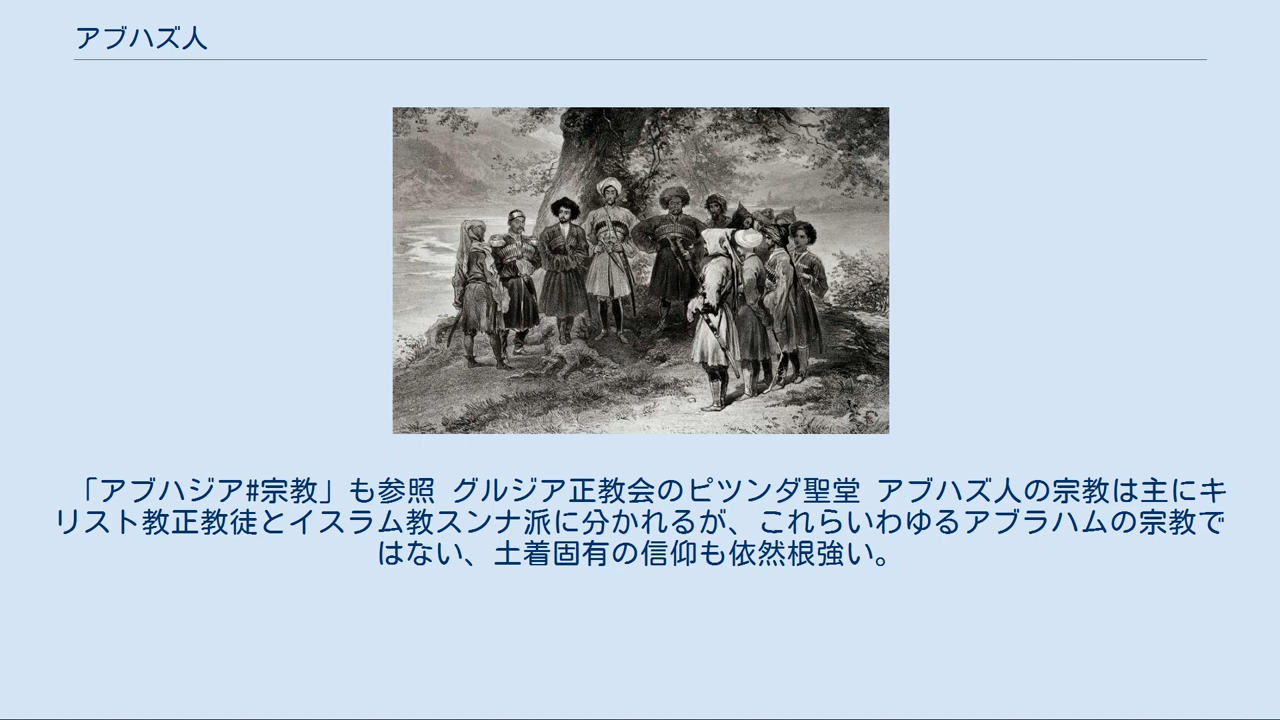 アブハズ人
「アブハジア#宗教」も参照 グルジア正教会のピツンダ聖堂 アブハズ人の宗教は主にキ
リスト教正教徒とイスラム教スンナ派に分かれるが、これらいわゆるアブラハムの宗教で
はない、土着固有の信仰も依然根強い。